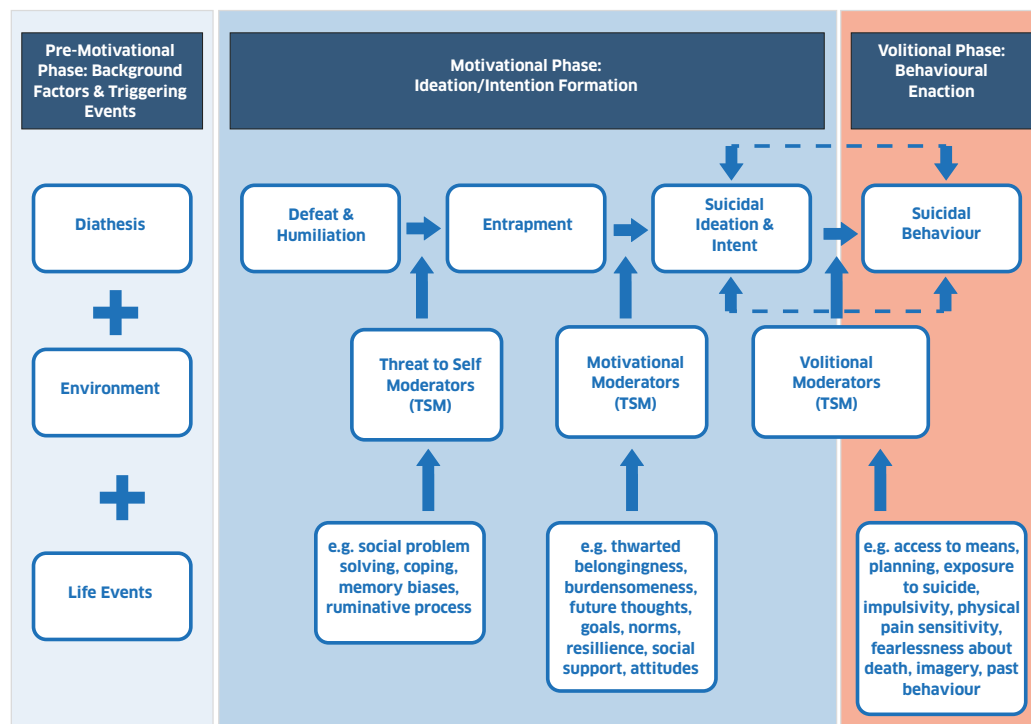 Pre-Motivational
Phase: Background
Factors & Triggering
Events
Motivational Phase:
Ideation/Intention Formation
Volitional Phase:
Behavioural
Enaction
Diathesis
Defeat &
Humiliation
Entrapment
Suicidal
Ideation &
Intent
Suicidal
Behaviour
Environment
Threat to Self
Moderators
(TSM)
Motivational
Moderators
(TSM)
Volitional
Moderators
(TSM)
Life Events
e.g. social problem
solving, coping,
memory biases,
ruminative process
e.g. thwarted
belongingness,
burdensomeness,
future thoughts,
goals, norms,
resillience, social
support, attitudes
e.g. access to means,
planning, exposure
to suicide,
impulsivity, physical
pain sensitivity,
fearlessness about
death, imagery, past
behaviour